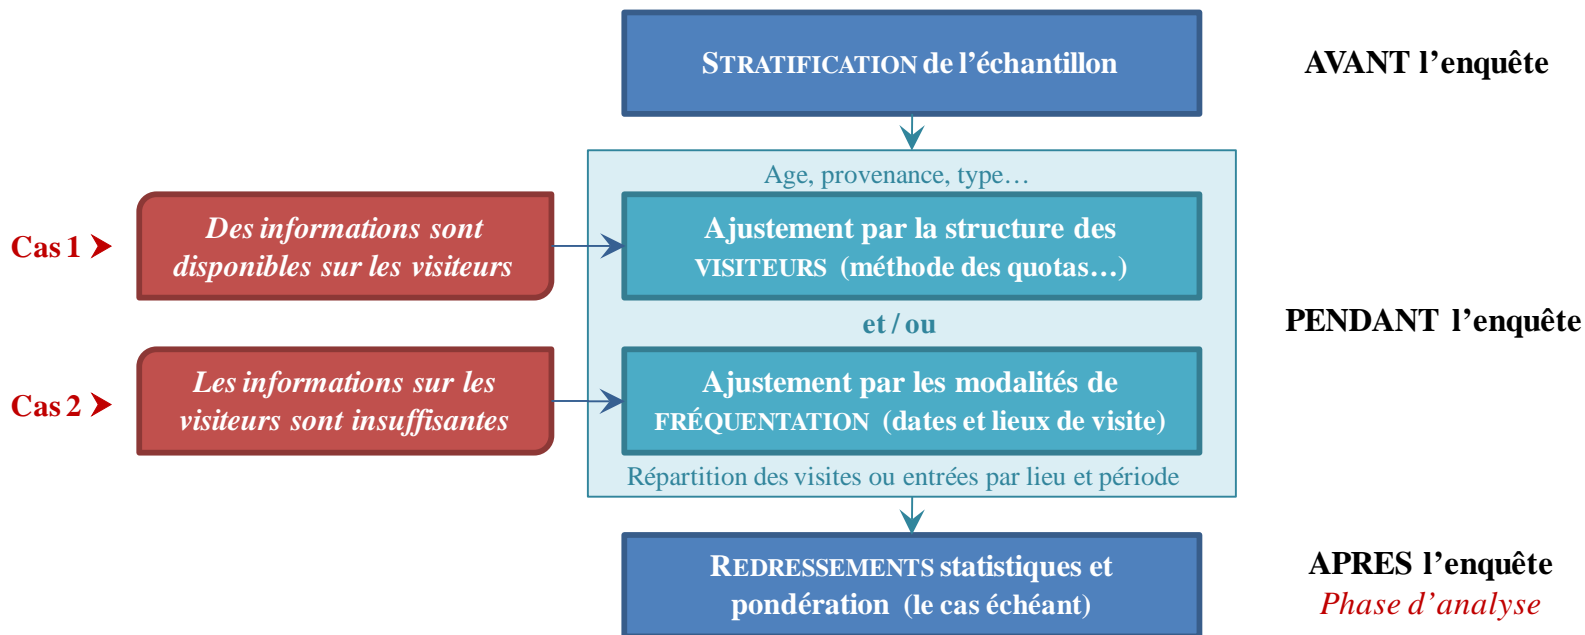 STRATIFICATION de l’échantillon
AVANT l’enquête
Age, provenance, type…
Cas 1
Des informations sont
disponibles sur les visiteurs
Ajustement par la structure des
VISITEURS (méthode des quotas…)
et / ou
PENDANT l’enquête
Cas 2
Les informations sur les
visiteurs sont insuffisantes
Ajustement par les modalités de
FRÉQUENTATION (dates et lieux de visite)
Répartition des visites ou entrées par lieu et période
REDRESSEMENTS statistiques et
pondération (le cas échéant)
APRES l’enquête
Phase d’analyse